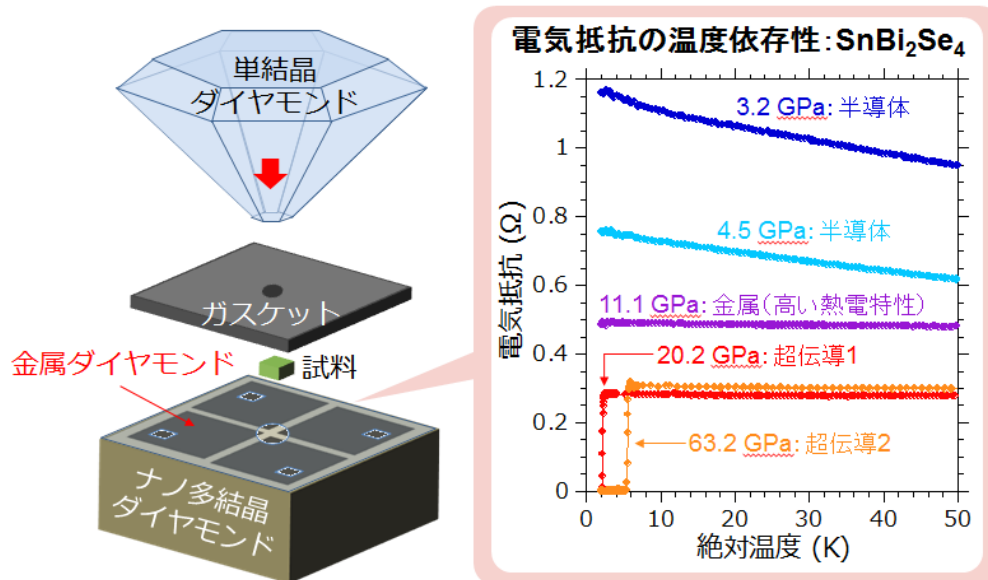 単結晶
ダイヤモンド
ガスケット
金属ダイヤモンド
試料
ナノ多結晶
ダイヤモンド
電気抵抗の温度依存性:SnBi₂Se₄
電気抵抗 (Ω)
1.2
1
0.8
0.6
0.4
0.2
0
3.2 GPa: 半導体
4.5 GPa: 半導体
11.1 GPa: 金属(高い熱電特性)
20.2 GPa: 超伝導1
63.2 GPa: 超伝導2
0 10 20 30 40 50
絶対温度 (K)